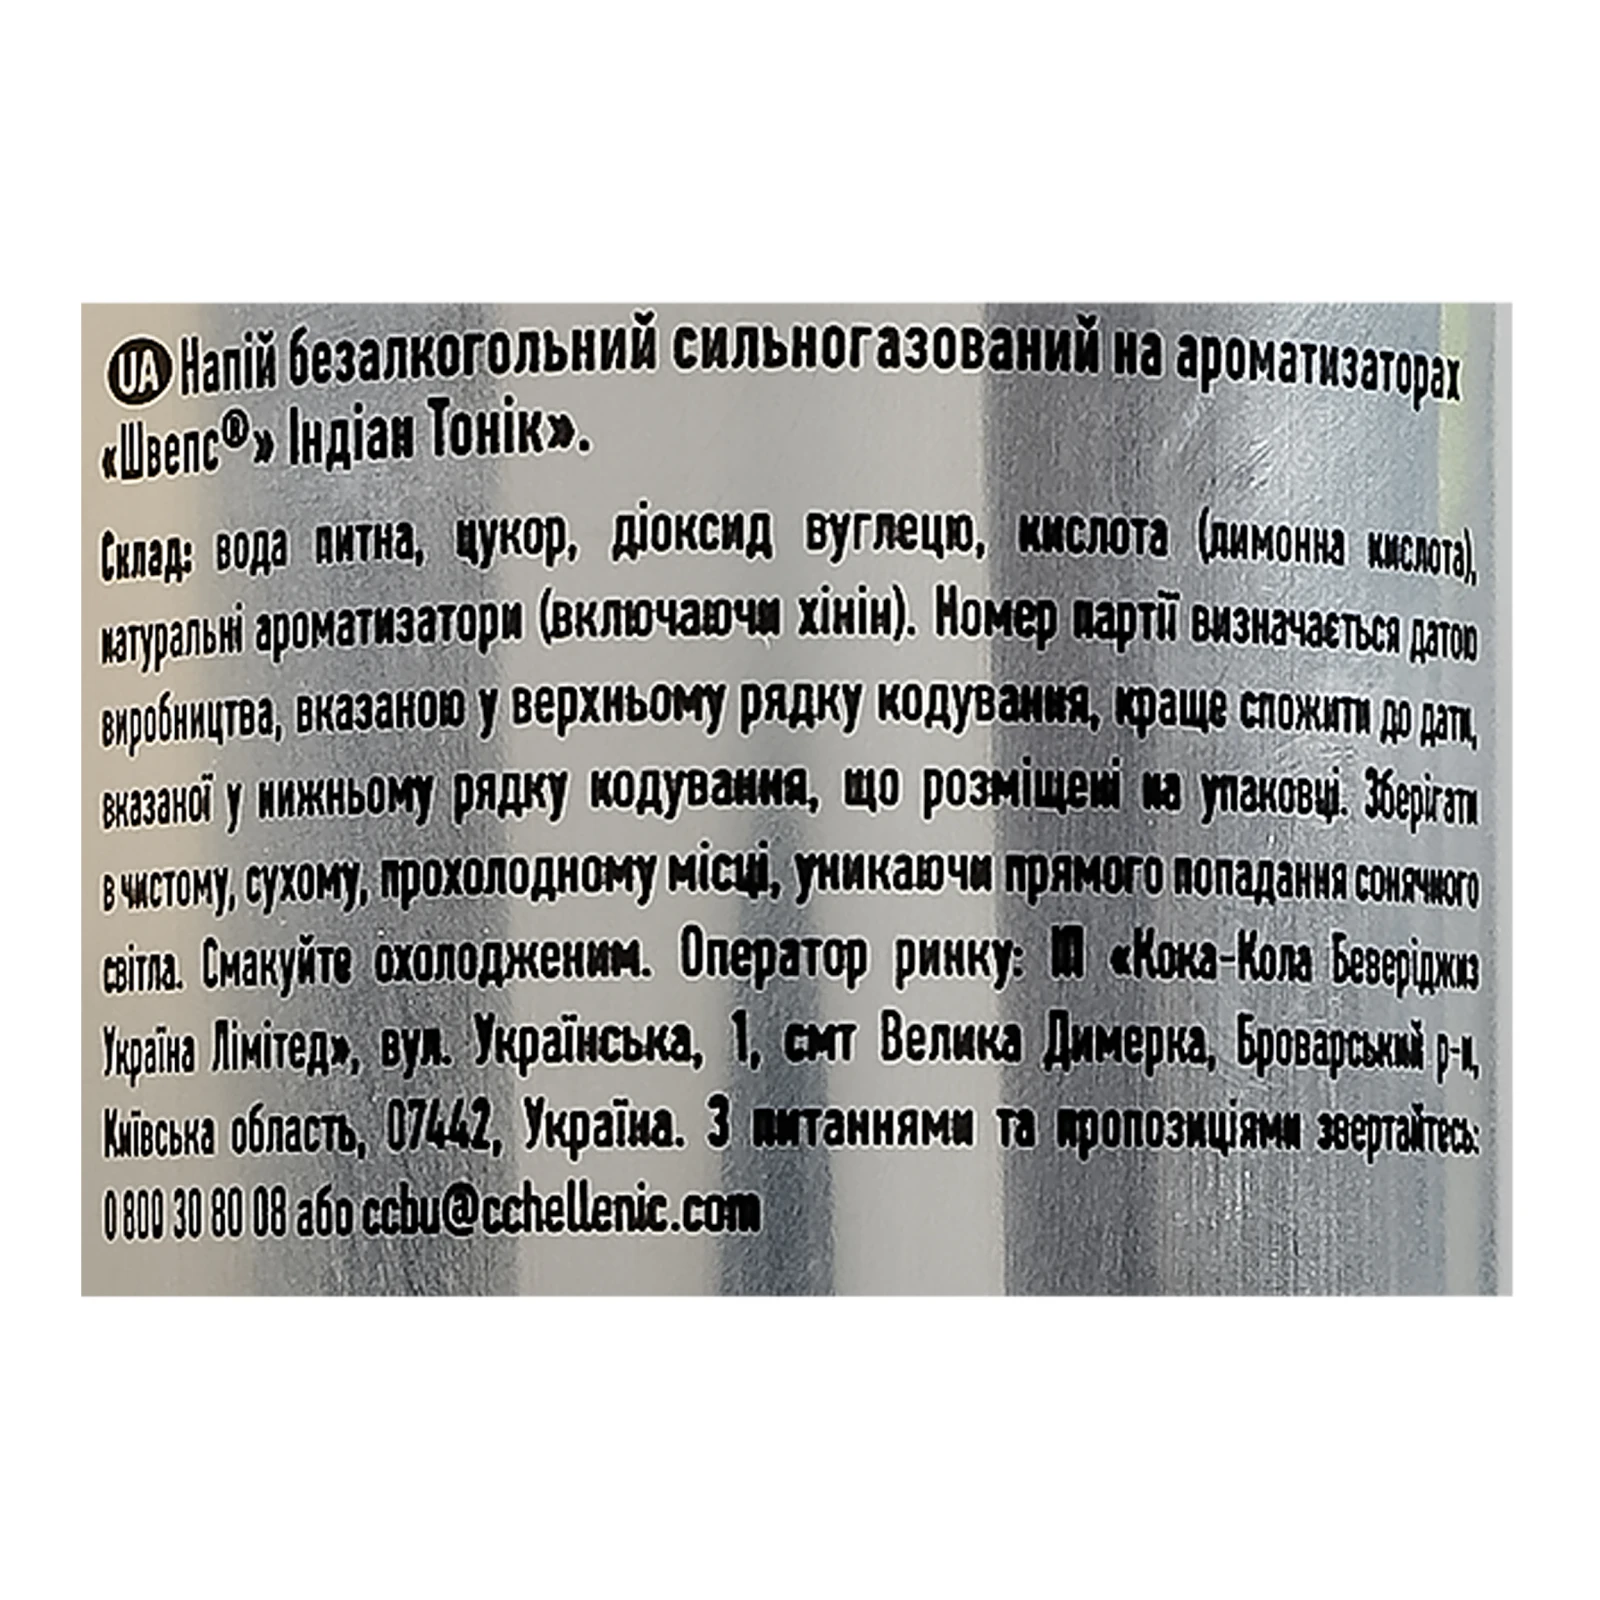 UA Напій безалкогольний сильногазований на ароматизаторах
«Швепс®» Індіан Тонік».
Склад: вода питна, цукор, діоксид вуглецю, кислота (лимонна кислота),
натуральні ароматизатори (включаючи хінін). Номер партії визначається датою
виробництва, вказаною у верхньому рядку кодування, краще спожити до дати,
вказаної у нижньому рядку кодування, що розміщені на упаковці. Зберігати
в чистому, сухому, прохолодному місці, уникаючи прямого попадання сонячного
світла. Смакуйте охолодженим. Оператор ринку: ІП «Кока-Кола Беверіджиз
Україна Лімітед», вул. Українська, 1, смт Велика Димерка, Броварський р-н,
Київська область, 07442, Україна. З питаннями та пропозиціями звертайтесь:
0 800 30 80 08 або ccbu@cchellenic.com